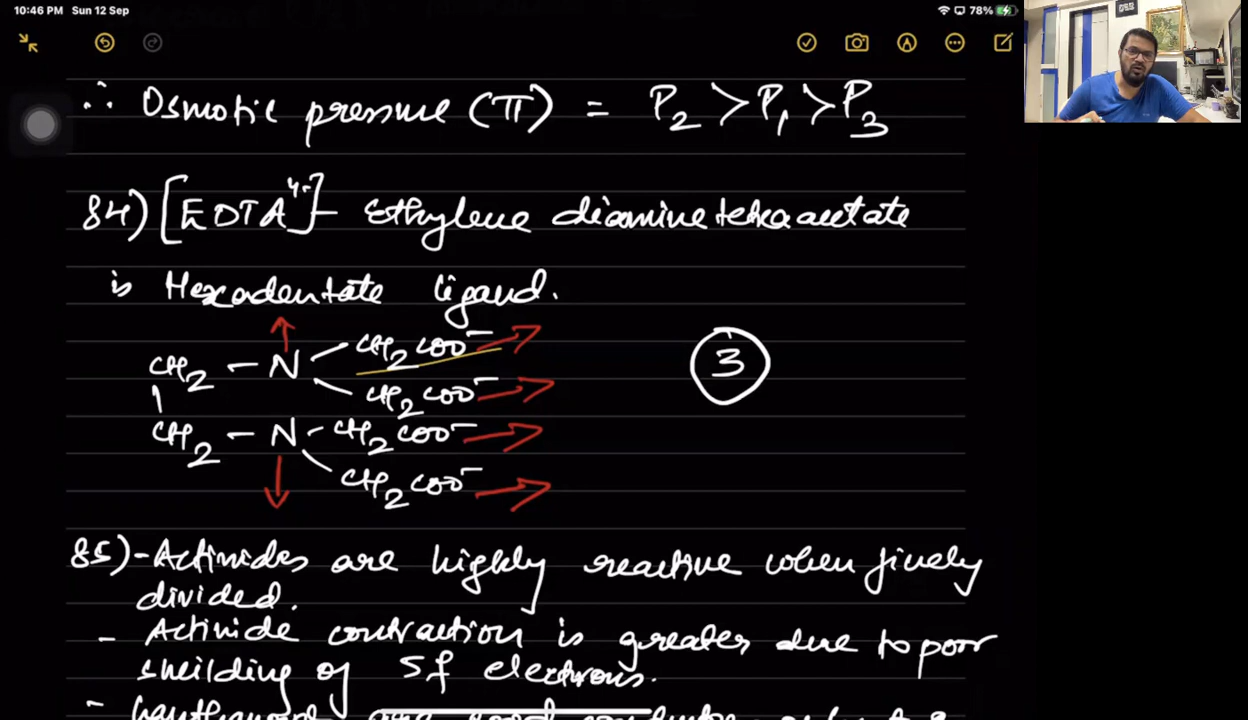 10:46 PM Sun 12 Sep
78%
∴ Osmotic pressure (π) = P2 > P1 > P3
84) [EDTA4-] - Ethylene diamine tetra acetate
is Hexadentate ligand.
CH2 - N CH2COO-
CH2COO-
3
CH2 - N - CH2COO-
CH2COO-
85) - Actinides are highly reactive when finely
divided.
- Actinide contraction is greater due to poor
sheilding of 5f electrons.
-